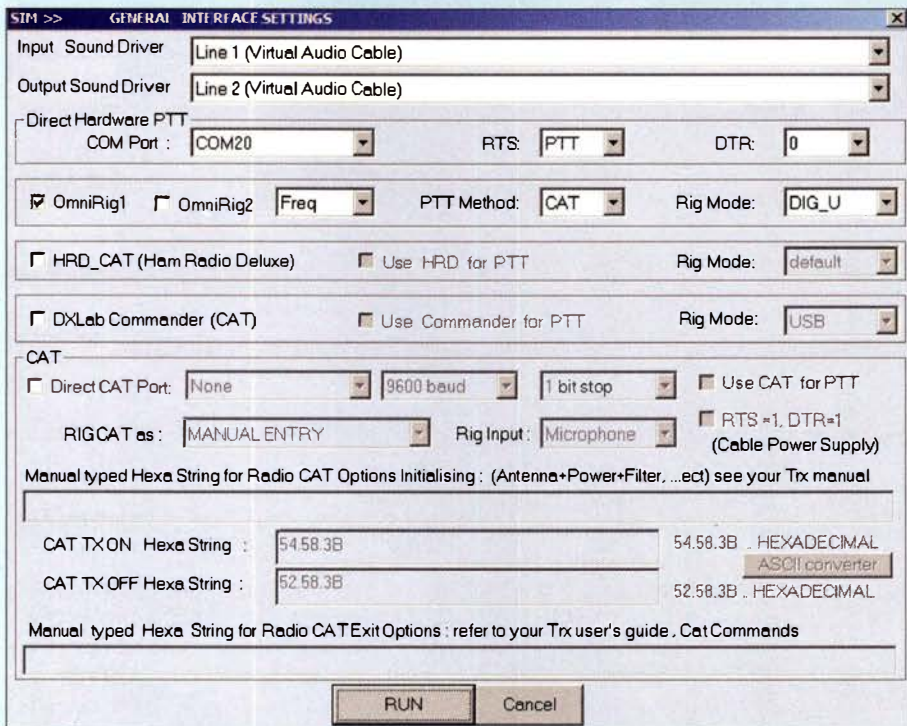 SIM >> GENERAL INTERFACE SETTINGS
Input Sound Driver Line 1 (Virtual Audio Cable)
Output Sound Driver Line 2 (Virtual Audio Cable)
Direct Hardware PTT
COM Port : COM20 RTS: PTT DTR: 0
OmniRig1 OmniRig2 Freq PTT Method: CAT Rig Mode: DIG_U
HRD_CAT (Ham Radio Deluxe) Use HRD for PTT Rig Mode: default
DXLab Commander (CAT) Use Commander for PTT Rig Mode: USB
CAT
Direct CAT Port: None 9600 baud 1 bit stop Use CAT for PTT
RIG CAT as : MANUAL ENTRY Rig Input : Microphone RTS =1, DTR=1
(Cable Power Supply)
Manual typed Hexa String for Radio CAT Options Initialising : (Antenna+Power+Filter, ...ect) see your Trx manual
CAT TX ON Hexa String : 54.58.3B 54.58.3B .. HEXADECIMAL
ASCII converter
CAT TX OFF Hexa String : 52.58.3B 52.58.3B .. HEXADECIMAL
Manual typed Hexa String for Radio CAT Exit Options : refer to your Trx user's guide , Cat Commands
RUN Cancel